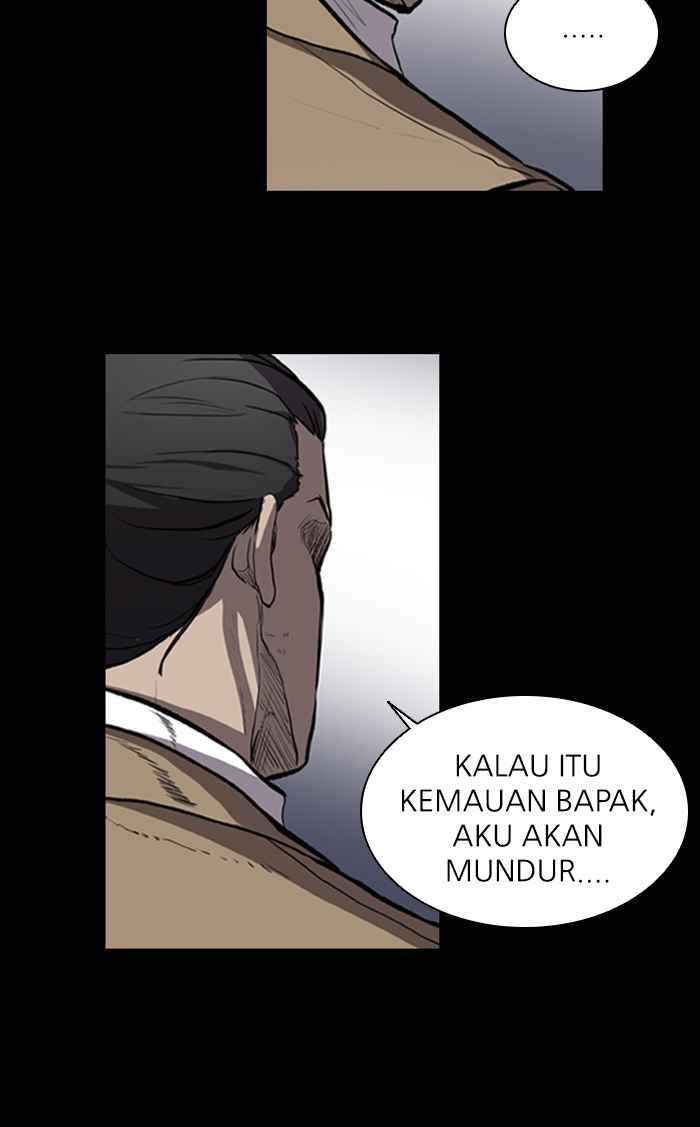 .....
KALAU ITU
KEMAUAN BAPAK,
AKU AKAN
MUNDUR....